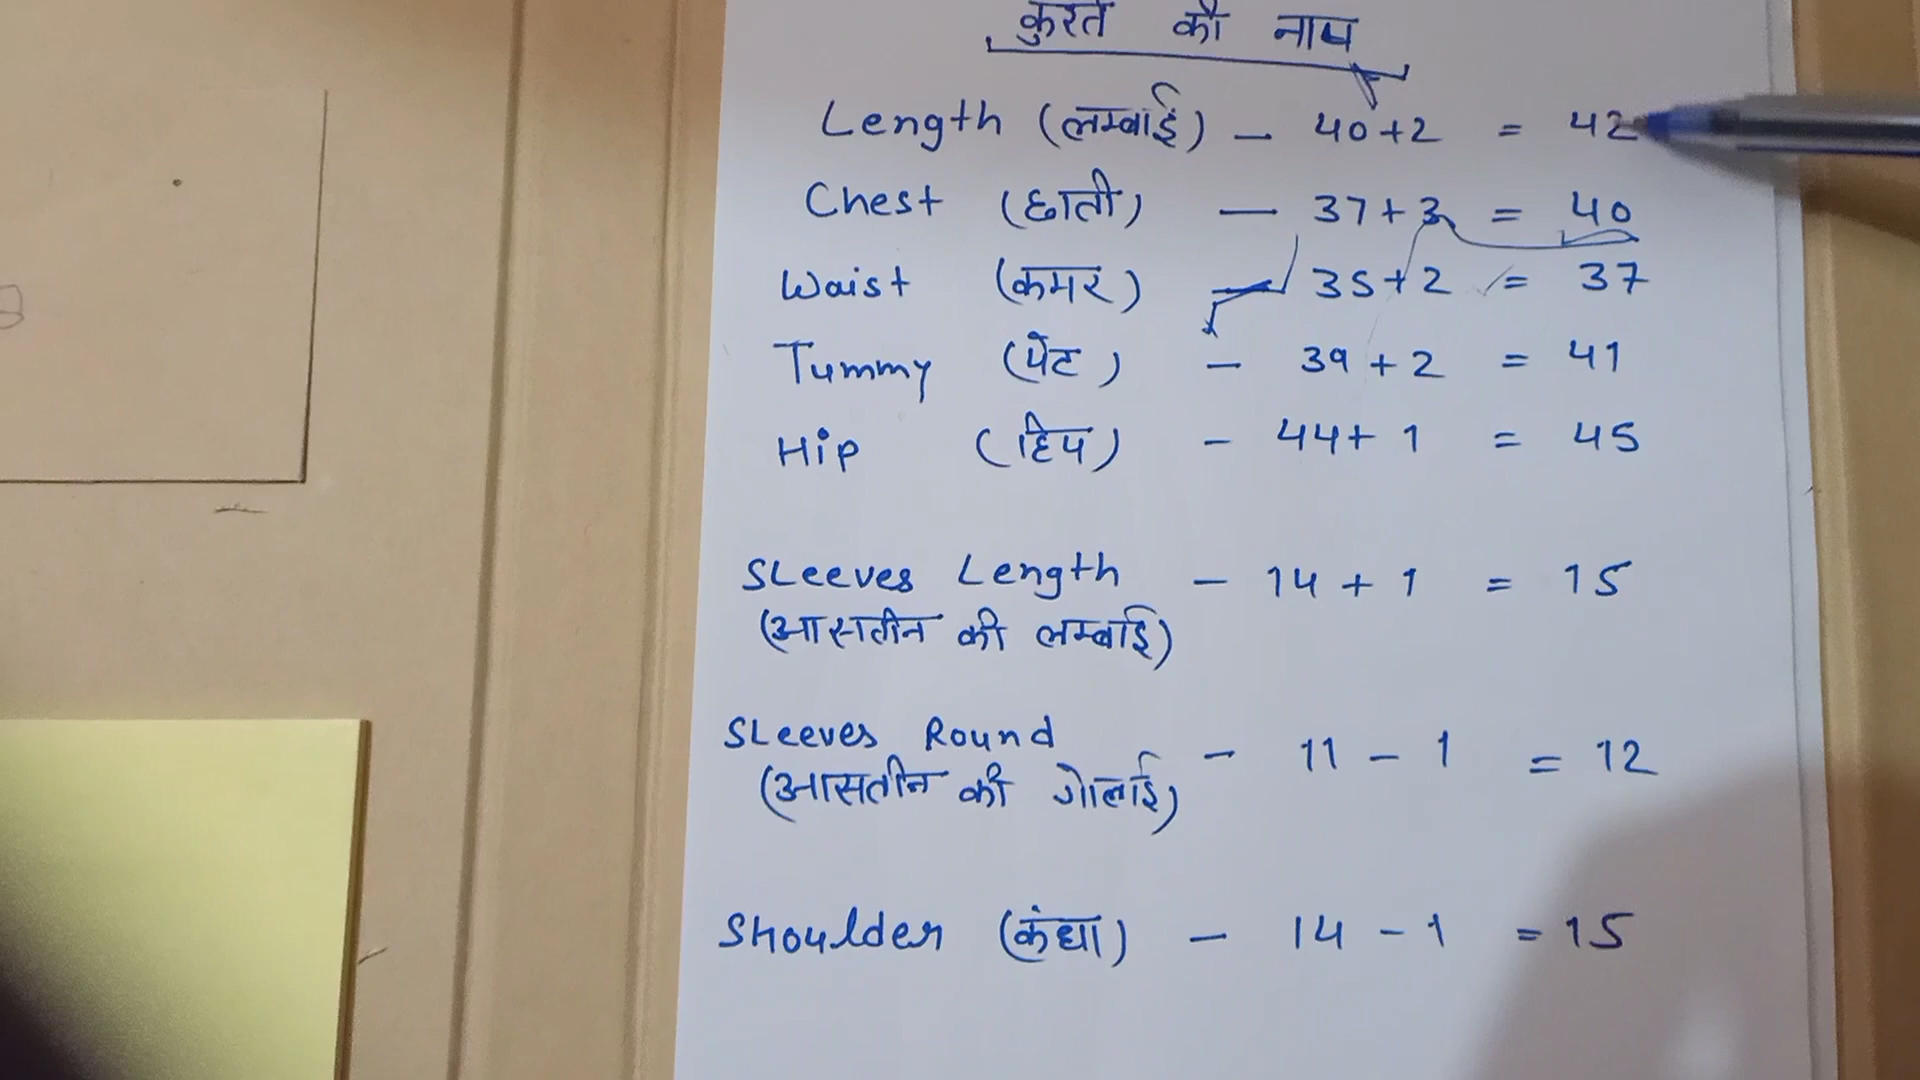 कुरते की नाप
Length (लम्बाई) - 40+2 = 42
Chest (छाती) - 37+3 = 40
Waist (कमर) - 35+2 = 37
Tummy (पेट) - 39+2 = 41
Hip (हिप) - 44+1 = 45
Sleeves Length - 14+1 = 15
(आसतीन की लम्बाई)
Sleeves Round - 11-1 = 12
(आसतीन की गोलाई)
Shoulder (कंधा) - 14-1 = 15